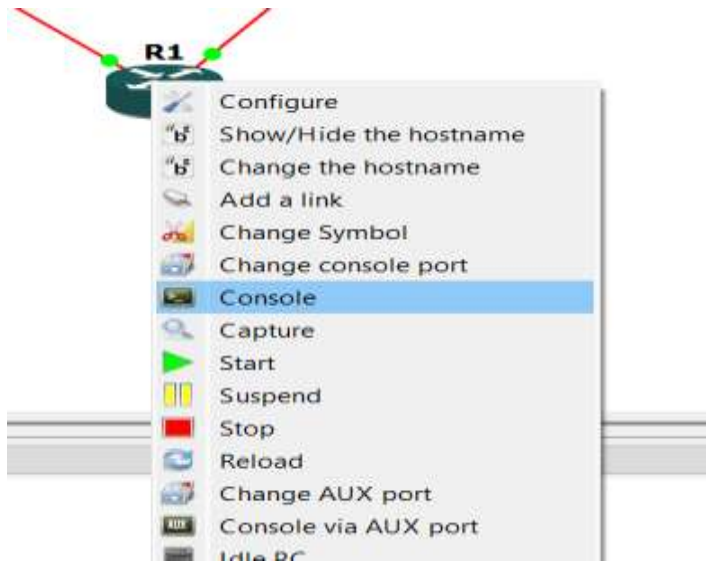 R1
Configure
Show/Hide the hostname
Change the hostname
Add a link
Change Symbol
Change console port
Console
Capture
Start
Suspend
Stop
Reload
Change AUX port
AUX Console via AUX port
Idle PC